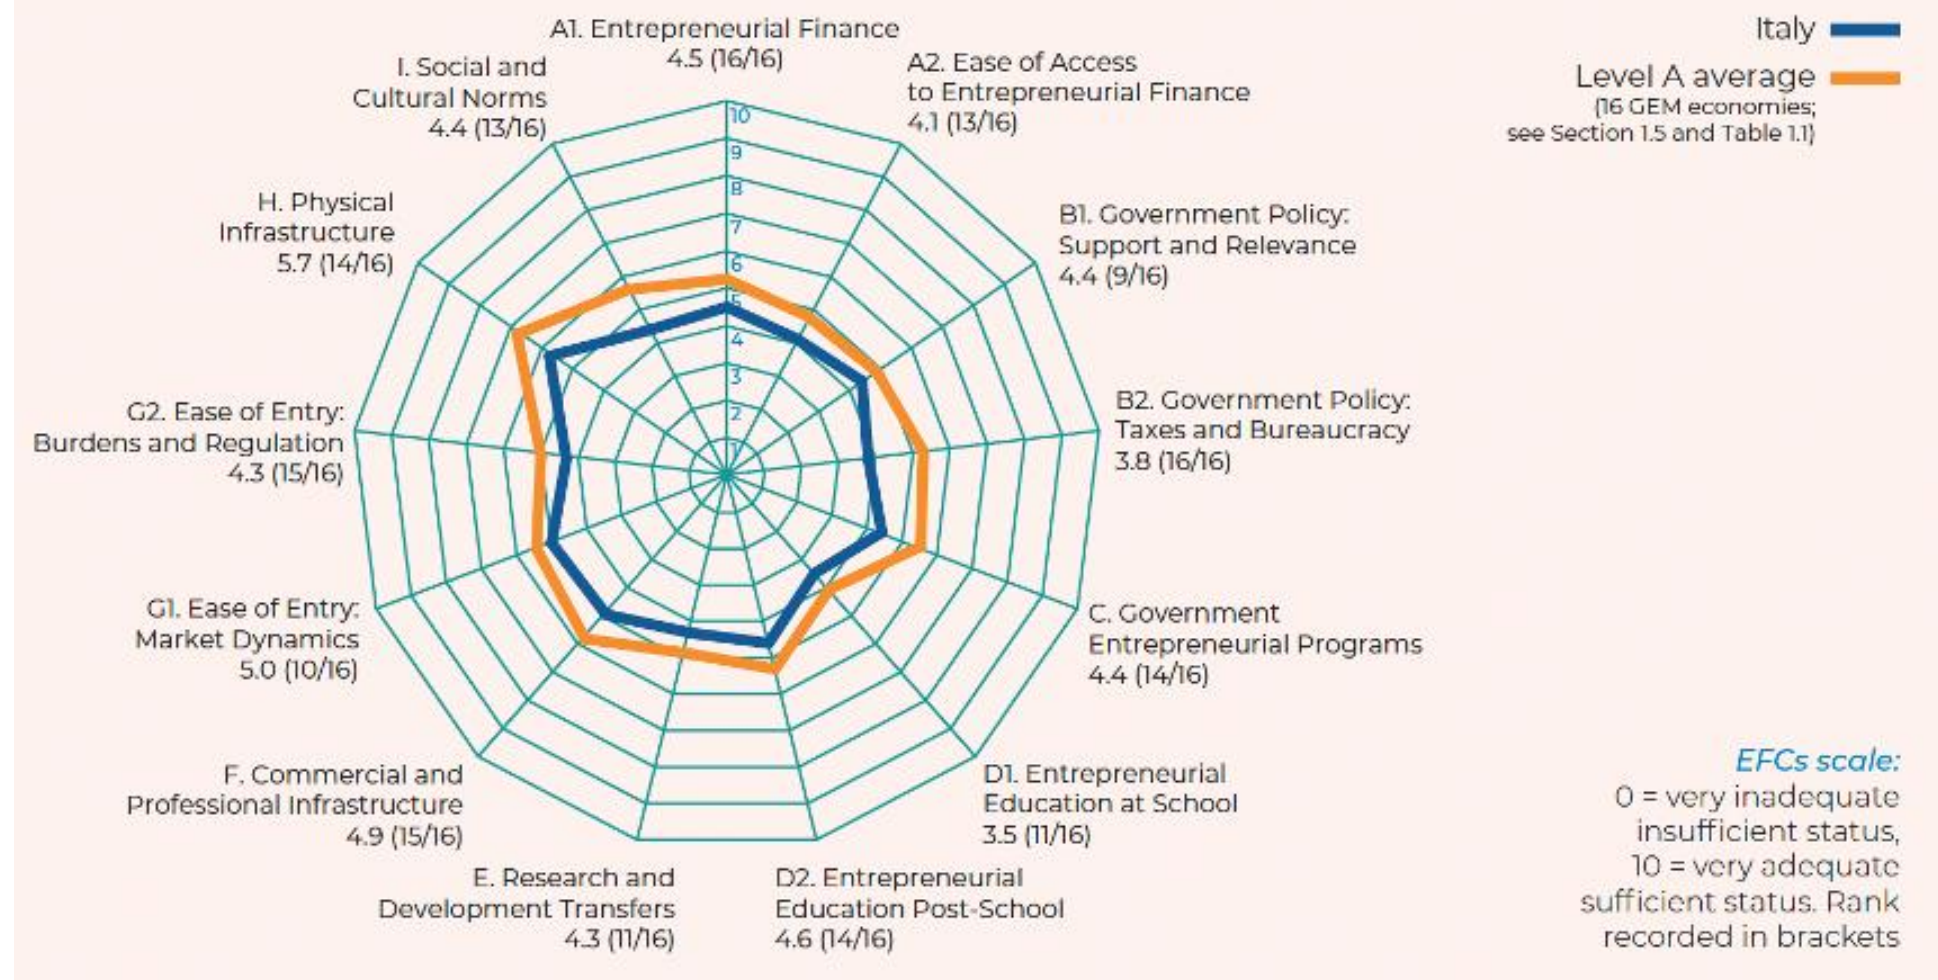 A1. Entrepreneurial Finance
4.5 (16/16)
A2. Ease of Access
to Entrepreneurial Finance
4.1 (13/16)
B1. Government Policy:
Support and Relevance
4.4 (9/16)
B2. Government Policy:
Taxes and Bureaucracy
3.8 (16/16)
C. Government
Entrepreneurial Programs
4.4 (14/16)
D1. Entrepreneurial
Education at School
3.5 (11/16)
D2. Entrepreneurial
Education Post-School
4.6 (14/16)
E. Research and
Development Transfers
4.3 (11/16)
F. Commercial and
Professional Infrastructure
4.9 (15/16)
G1. Ease of Entry:
Market Dynamics
5.0 (10/16)
G2. Ease of Entry:
Burdens and Regulation
4.3 (15/16)
H. Physical
Infrastructure
5.7 (14/16)
I. Social and
Cultural Norms
4.4 (13/16)
10
9
8
7
6
5
4
3
2
1
Italy
Level A average
(16 GEM economies;
see Section 1.5 and Table 1.1)
EFCs scale:
0 = very inadequate
insufficient status,
10 = very adequate
sufficient status. Rank
recorded in brackets